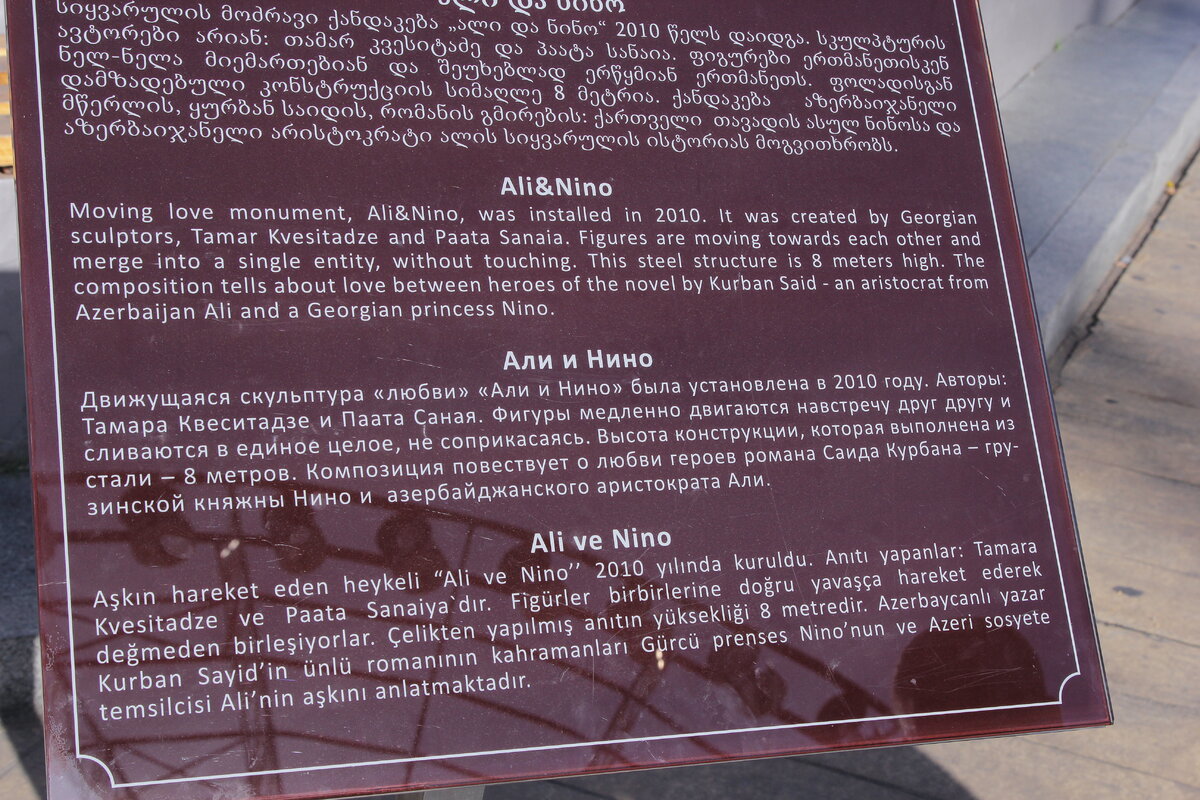 ალი და ნინო
სიყვარულის მოძრავი ქანდაკება „ალი და ნინო“ 2010 წელს დაიდგა. სკულპტურის
ავტორები არიან: თამარ კვესიტაძე და პაატა სანაია. ფიგურები ერთმანეთისკენ
ნელ-ნელა მიემართებიან და შეუხებლად ერწყმიან ერთმანეთს. ფოლადისგან
დამზადებული კონსტრუქციის სიმაღლე 8 მეტრია. ქანდაკება აზერბაიჯანელი
მწერლის, ყურბან საიდის, რომანის გმირების: ქართველი თავადის ასულ ნინოსა და
აზერბაიჯანელი არისტოკრატი ალის სიყვარულის ისტორიას მოგვითხრობს.
Ali&Nino
Moving love monument, Ali&Nino, was installed in 2010. It was created by Georgian
sculptors, Tamar Kvesitadze and Paata Sanaia. Figures are moving towards each other and
merge into a single entity, without touching. This steel structure is 8 meters high. The
composition tells about love between heroes of the novel by Kurban Said - an aristocrat from
Azerbaijan Ali and a Georgian princess Nino.
Али и Нино
Движущаяся скульптура «любви» «Али и Нино» была установлена в 2010 году. Авторы:
Тамара Квеситадзе и Паата Саная. Фигуры медленно двигаются навстречу друг другу и
сливаются в единое целое, не соприкасаясь. Высота конструкции, которая выполнена из
стали – 8 метров. Композиция повествует о любви героев романа Саида Курбана – гру-
зинской княжны Нино и азербайджанского аристократа Али.
Ali ve Nino
Aşkın hareket eden heykeli “Ali ve Nino’’ 2010 yılında kuruldu. Anıtı yapanlar: Tamara
Kvesitadze ve Paata Sanaiya`dır. Figürler birbirlerine doğru yavaşça hareket ederek
değmeden birleşiyorlar. Çelikten yapılmış anıtın yüksekliği 8 metredir. Azerbaycanlı yazar
Kurban Sayid’in ünlü romanının kahramanları Gürcü prenses Nino’nun ve Azeri sosyete
temsilcisi Ali’nin aşkını anlatmaktadır.